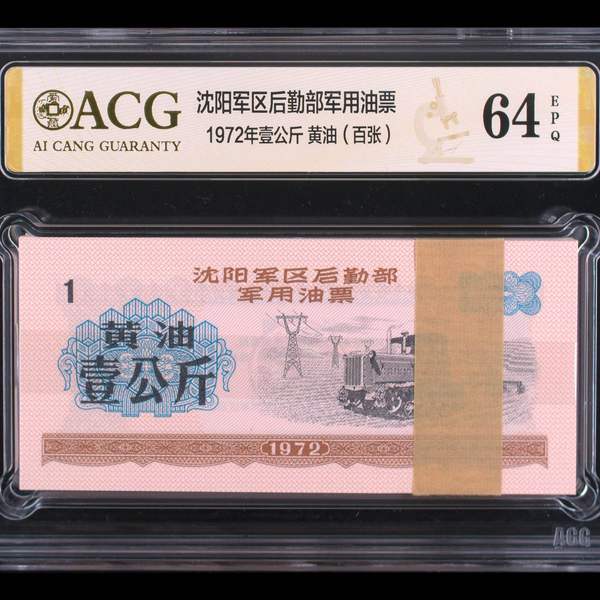 ACG
AI CANG GUARANTY
沈阳军区后勤部军用油票
1972年壹公斤 黄油（百张）
64
EPQ
沈阳军区后勤部
军用油票
1
黄油
壹公斤
1972
ACG